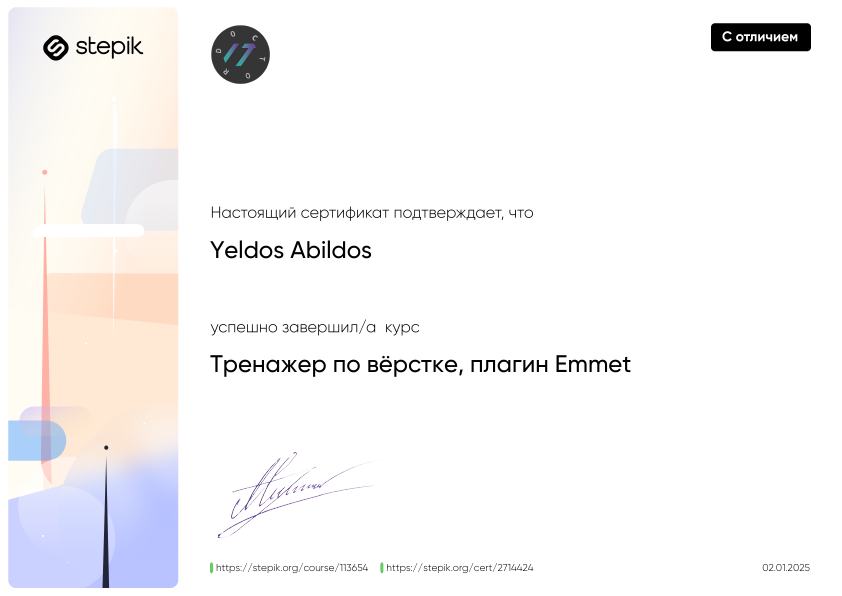 stepik
DOCTOR
С отличием
Настоящий сертификат подтверждает, что
Yeldos Abildos
успешно завершил/а курс
Тренажер по вёрстке, плагин Emmet
https://stepik.org/course/113654 https://stepik.org/cert/2714424
02.01.2025